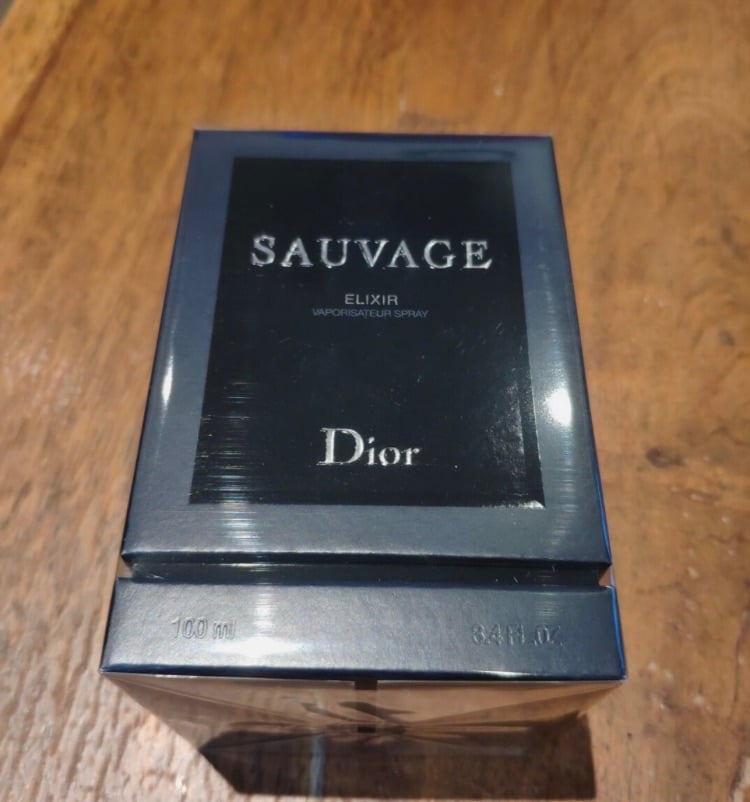 SAUVAGE
ELIXIR
VAPORISATEUR SPRAY
Dior
100 ml 3.4 FL.OZ.